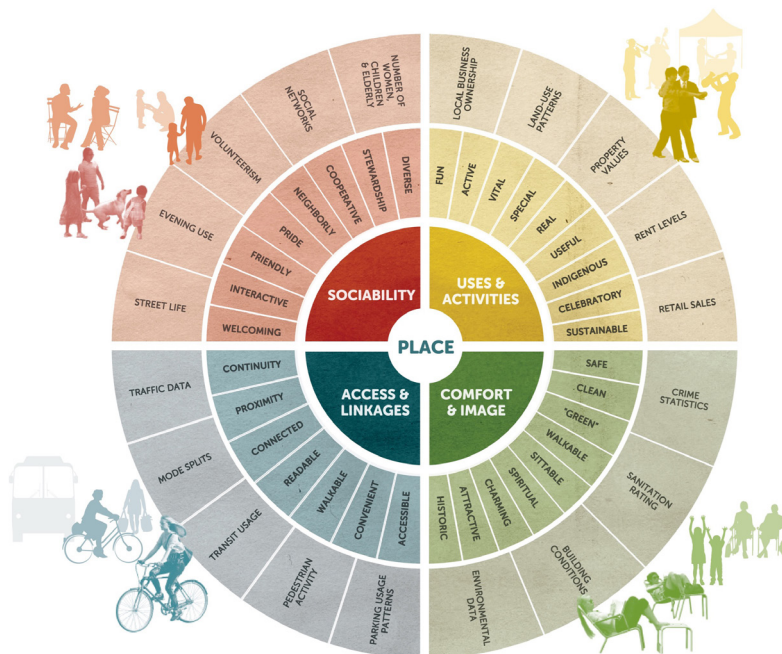 NUMBER OF
WOMEN,
CHILDREN
& ELDERLY
SOCIAL
NETWORKS
VOLUNTEERISM
EVENING USE
STREET LIFE
DIVERSE
STEWARDSHIP
COOPERATIVE
NEIGHBORLY
PRIDE
FRIENDLY
INTERACTIVE
WELCOMING
SOCIABILITY
LOCAL BUSINESS
OWNERSHIP
LAND-USE
PATTERNS
PROPERTY
VALUES
RENT LEVELS
RETAIL SALES
FUN
ACTIVE
VITAL
SPECIAL
REAL
USEFUL
INDIGENOUS
CELEBRATORY
SUSTAINABLE
USES &
ACTIVITIES
PLACE
ACCESS &
LINKAGES
CONTINUITY
PROXIMITY
CONNECTED
READABLE
WALKABLE
CONVENIENT
ACCESSIBLE
TRAFFIC DATA
MODE SPLITS
TRANSIT USAGE
PEDESTRIAN
ACTIVITY
PARKING USAGE
PATTERNS
COMFORT
& IMAGE
SAFE
CLEAN
"GREEN"
WALKABLE
SITTABLE
SPIRITUAL
CHARMING
ATTRACTIVE
HISTORIC
CRIME
STATISTICS
SANITATION
RATING
BUILDING
CONDITIONS
ENVIRONMENTAL
DATA